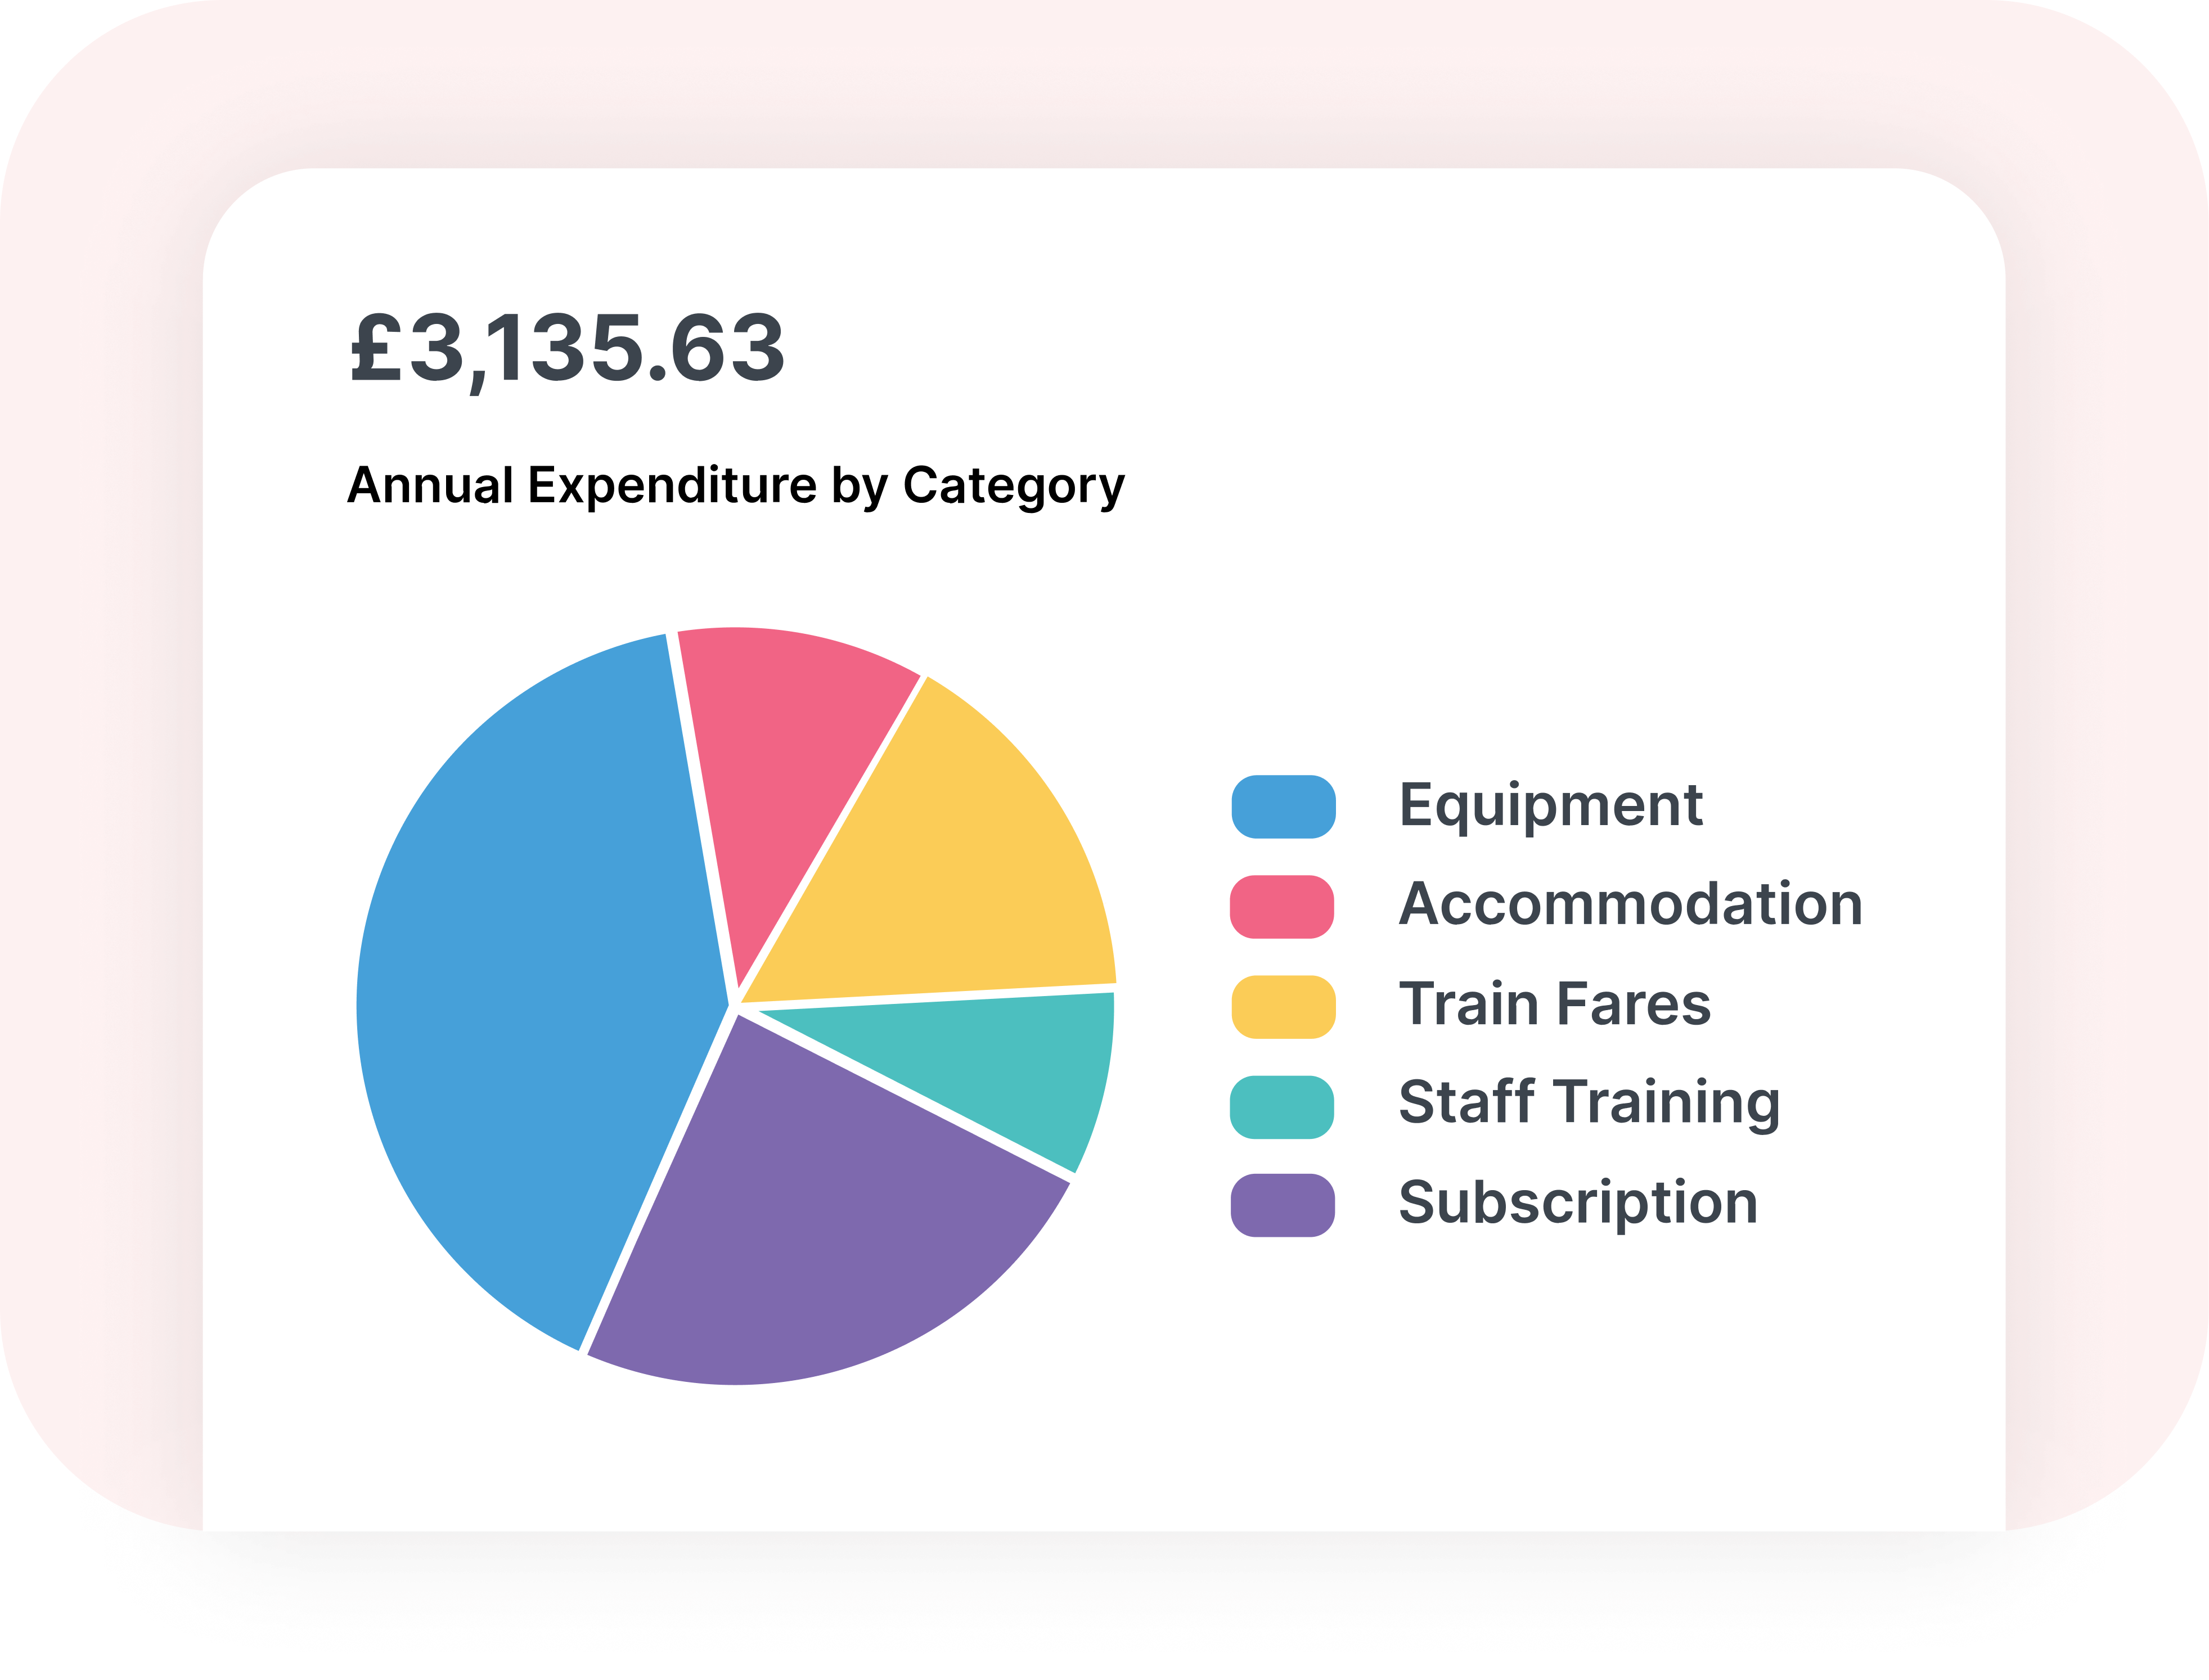 £3,135.63
Annual Expenditure by Category
Equipment
Accommodation
Train Fares
Staff Training
Subscription